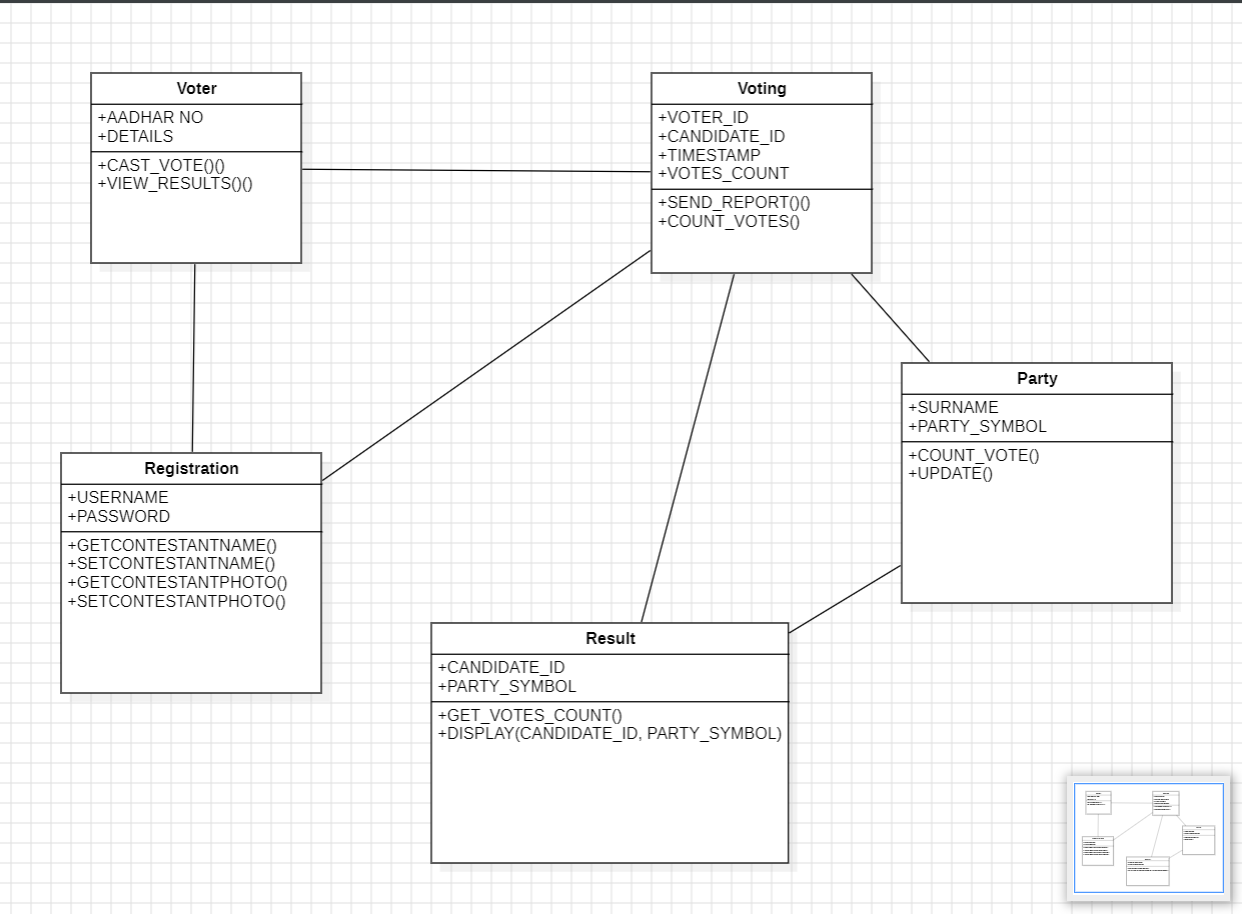 Voter
+AADHAR NO
+DETAILS
+CAST_VOTE()()
+VIEW_RESULTS()()
Voting
+VOTER_ID
+CANDIDATE_ID
+TIMESTAMP
+VOTES_COUNT
+SEND_REPORT()()
+COUNT_VOTES()
Party
+SURNAME
+PARTY_SYMBOL
+COUNT_VOTE()
+UPDATE()
Registration
+USERNAME
+PASSWORD
+GETCONTESTANTNAME()
+SETCONTESTANTNAME()
+GETCONTESTANTPHOTO()
+SETCONTESTANTPHOTO()
Result
+CANDIDATE_ID
+PARTY_SYMBOL
+GET_VOTES_COUNT()
+DISPLAY(CANDIDATE_ID, PARTY_SYMBOL)